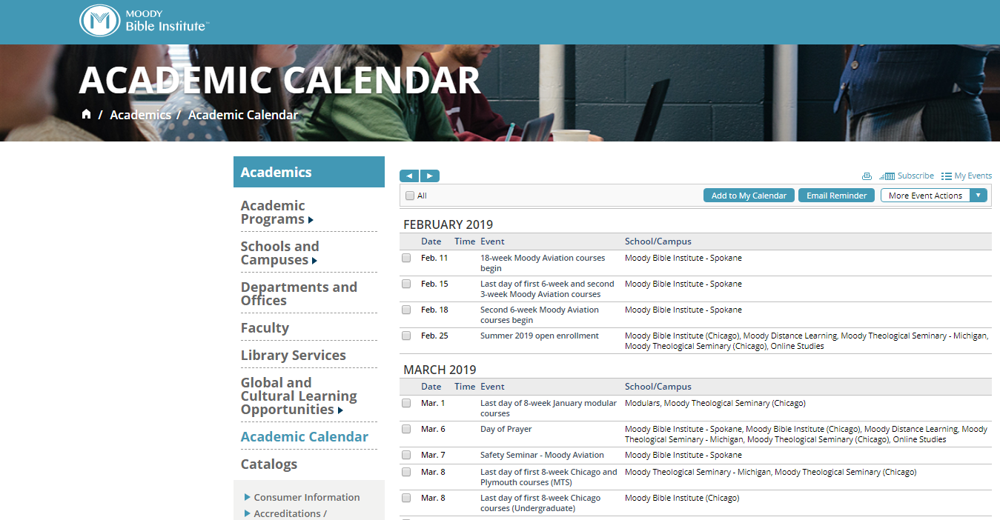 MOODY
Bible Institute™
ACADEMIC CALENDAR
/ Academics / Academic Calendar
Academics
Academic
Programs
Schools and
Campuses
Departments and
Offices
Faculty
Library Services
Global and
Cultural Learning
Opportunities
Academic Calendar
Catalogs
Consumer Information
Accreditations /
Subscribe My Events
All Add to My Calendar Email Reminder More Event Actions
FEBRUARY 2019
Date Time Event School/Campus
Feb. 11 18-week Moody Aviation courses Moody Bible Institute - Spokane
begin
Feb. 15 Last day of first 6-week and second Moody Bible Institute - Spokane
3-week Moody Aviation courses
Feb. 18 Second 6-week Moody Aviation Moody Bible Institute - Spokane
courses begin
Feb. 25 Summer 2019 open enrollment Moody Bible Institute (Chicago), Moody Distance Learning, Moody Theological Seminary - Michigan,
Moody Theological Seminary (Chicago), Online Studies
MARCH 2019
Date Time Event School/Campus
Mar. 1 Last day of 8-week January modular Modulars, Moody Theological Seminary (Chicago)
courses
Mar. 6 Day of Prayer Moody Bible Institute - Spokane, Moody Bible Institute (Chicago), Moody Distance Learning, Moody
Theological Seminary - Michigan, Moody Theological Seminary (Chicago), Online Studies
Mar. 7 Safety Seminar - Moody Aviation Moody Bible Institute - Spokane
Mar. 8 Last day of first 8-week Chicago and Moody Theological Seminary - Michigan, Moody Theological Seminary (Chicago)
Plymouth courses (MTS)
Mar. 8 Last day of first 8-week Chicago Moody Bible Institute (Chicago)
courses (Undergraduate)